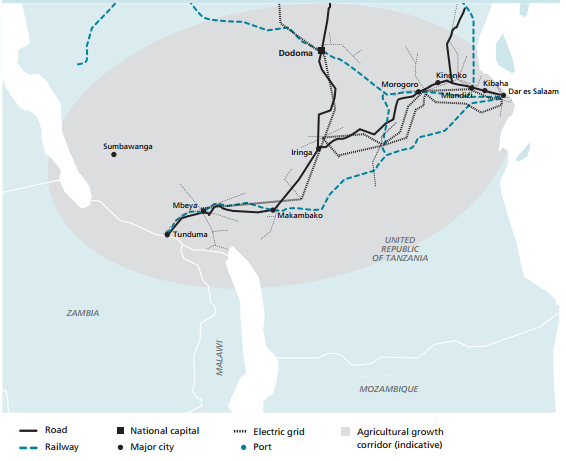 Dodoma
Kinonko
Morogoro
Kibaha
Mlandizi
Dar es Salaam
Sumbawanga
Iringa
Mbeya
Makambako
Tunduma
UNITED
REPUBLIC
OF TANZANIA
ZAMBIA
MALAWI
MOZAMBIQUE
Road
National capital
Electric grid
Agricultural growth
corridor (indicative)
Railway
Major city
Port